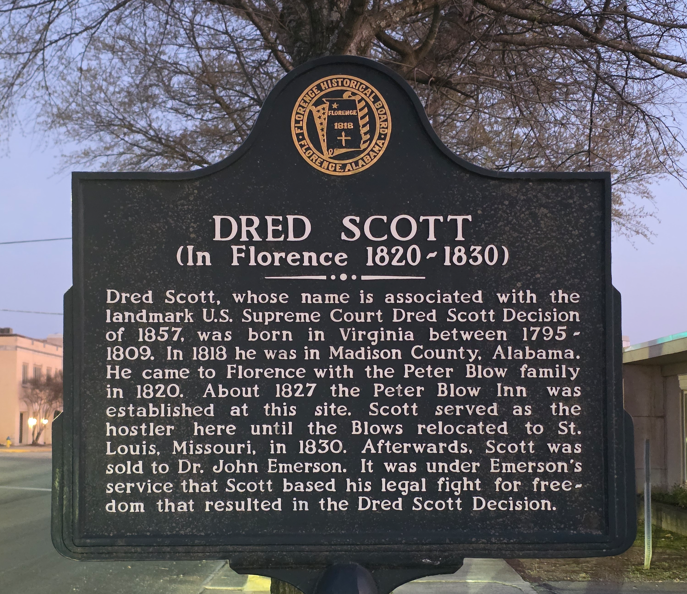 FLORENCE HISTORICAL BOARD
FLORENCE
1818
FLORENCE, ALABAMA
DRED SCOTT
(In Florence 1820~1830)
Dred Scott, whose name is associated with the
landmark U.S. Supreme Court Dred Scott Decision
of 1857, was born in Virginia between 1795-
1809. In 1818 he was in Madison County, Alabama.
He came to Florence with the Peter Blow family
in 1820. About 1827 the Peter Blow Inn was
established at this site. Scott served as the
hostler here until the Blows relocated to St.
Louis, Missouri, in 1830. Afterwards, Scott was
sold to Dr. John Emerson. It was under Emerson's
service that Scott based his legal fight for free-
dom that resulted in the Dred Scott Decision.